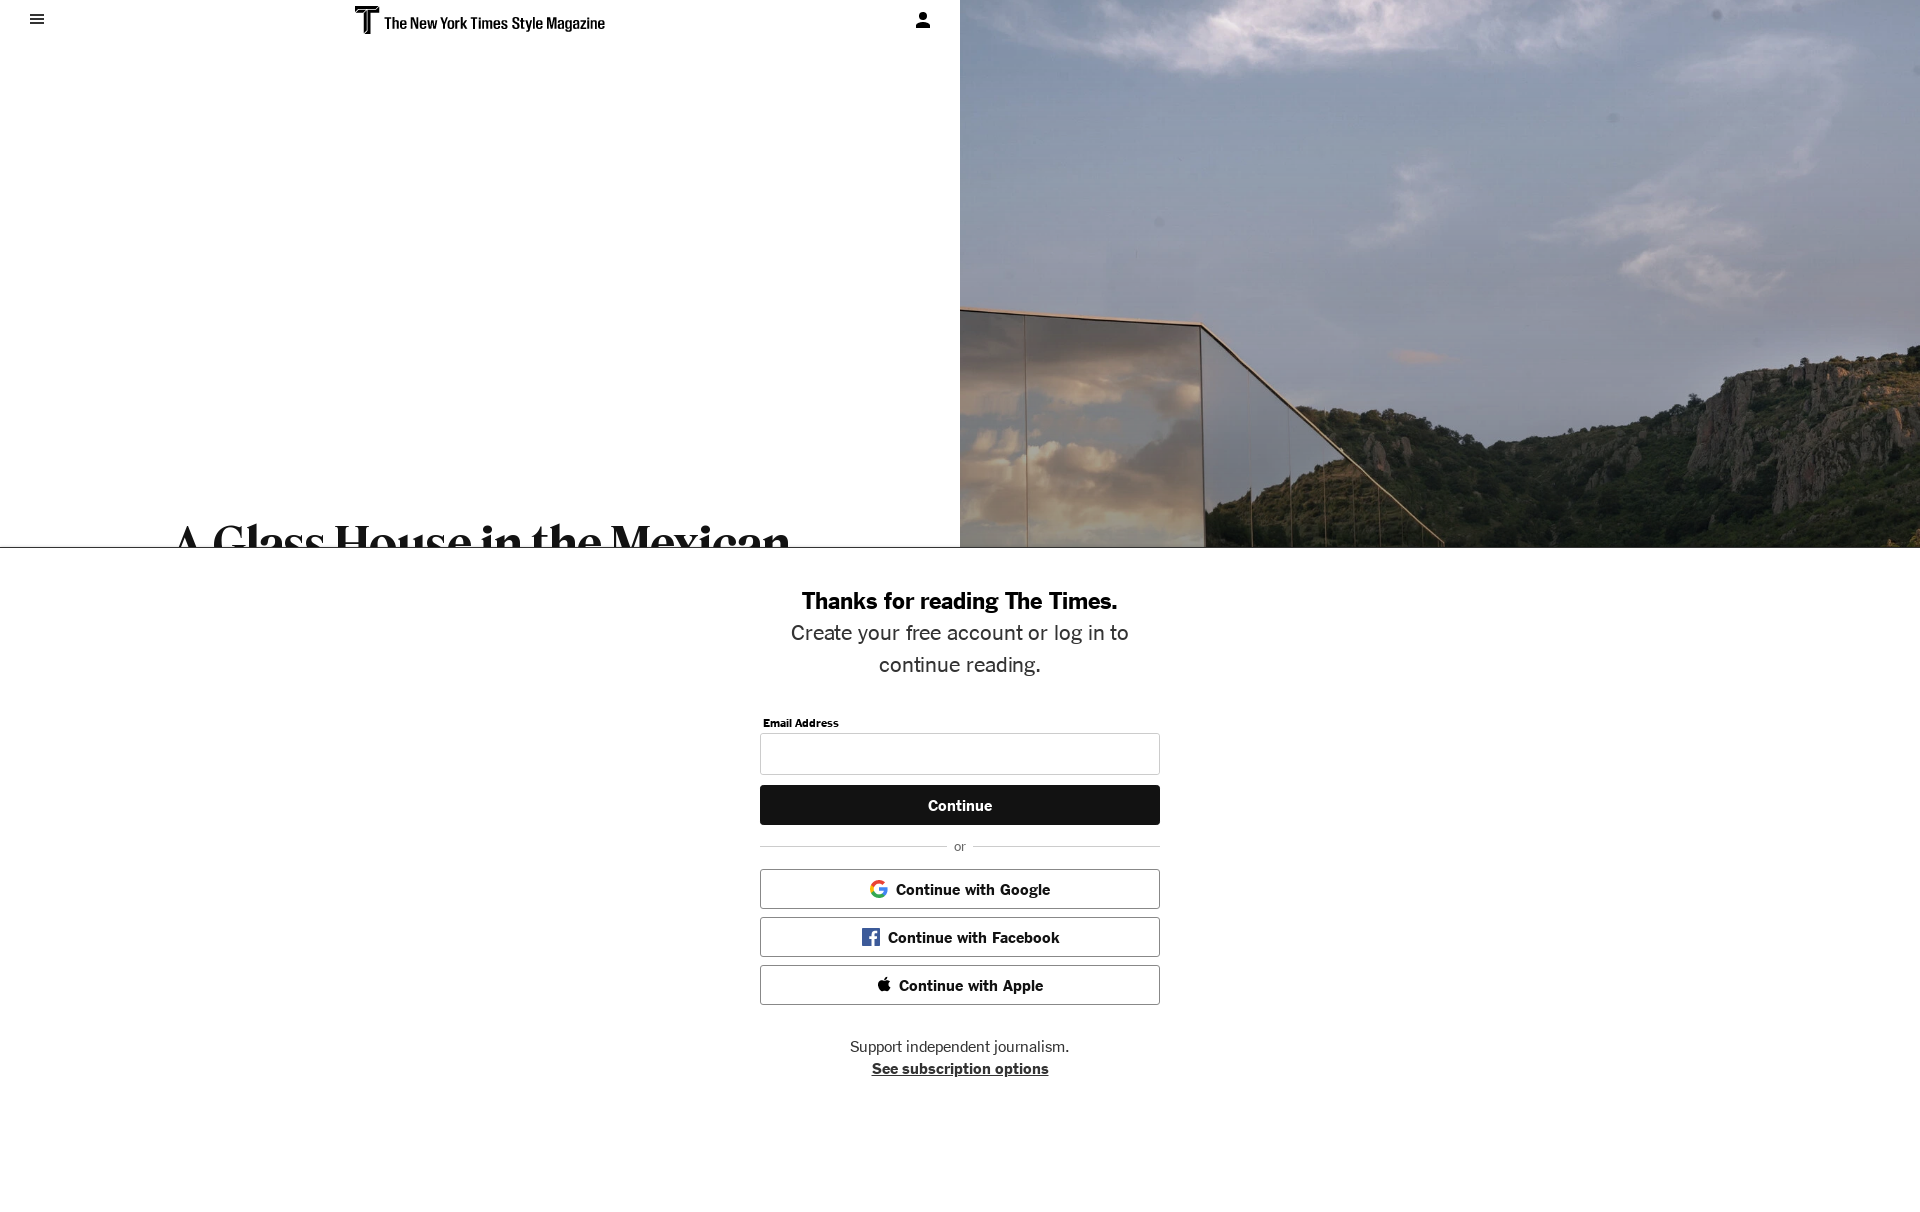 The New York Times Style Magazine
A Glass House in the Mexican
Thanks for reading The Times.
Create your free account or log in to
continue reading.
Email Address
Continue
or
Continue with Google
Continue with Facebook
Continue with Apple
Support independent journalism.
See subscription options